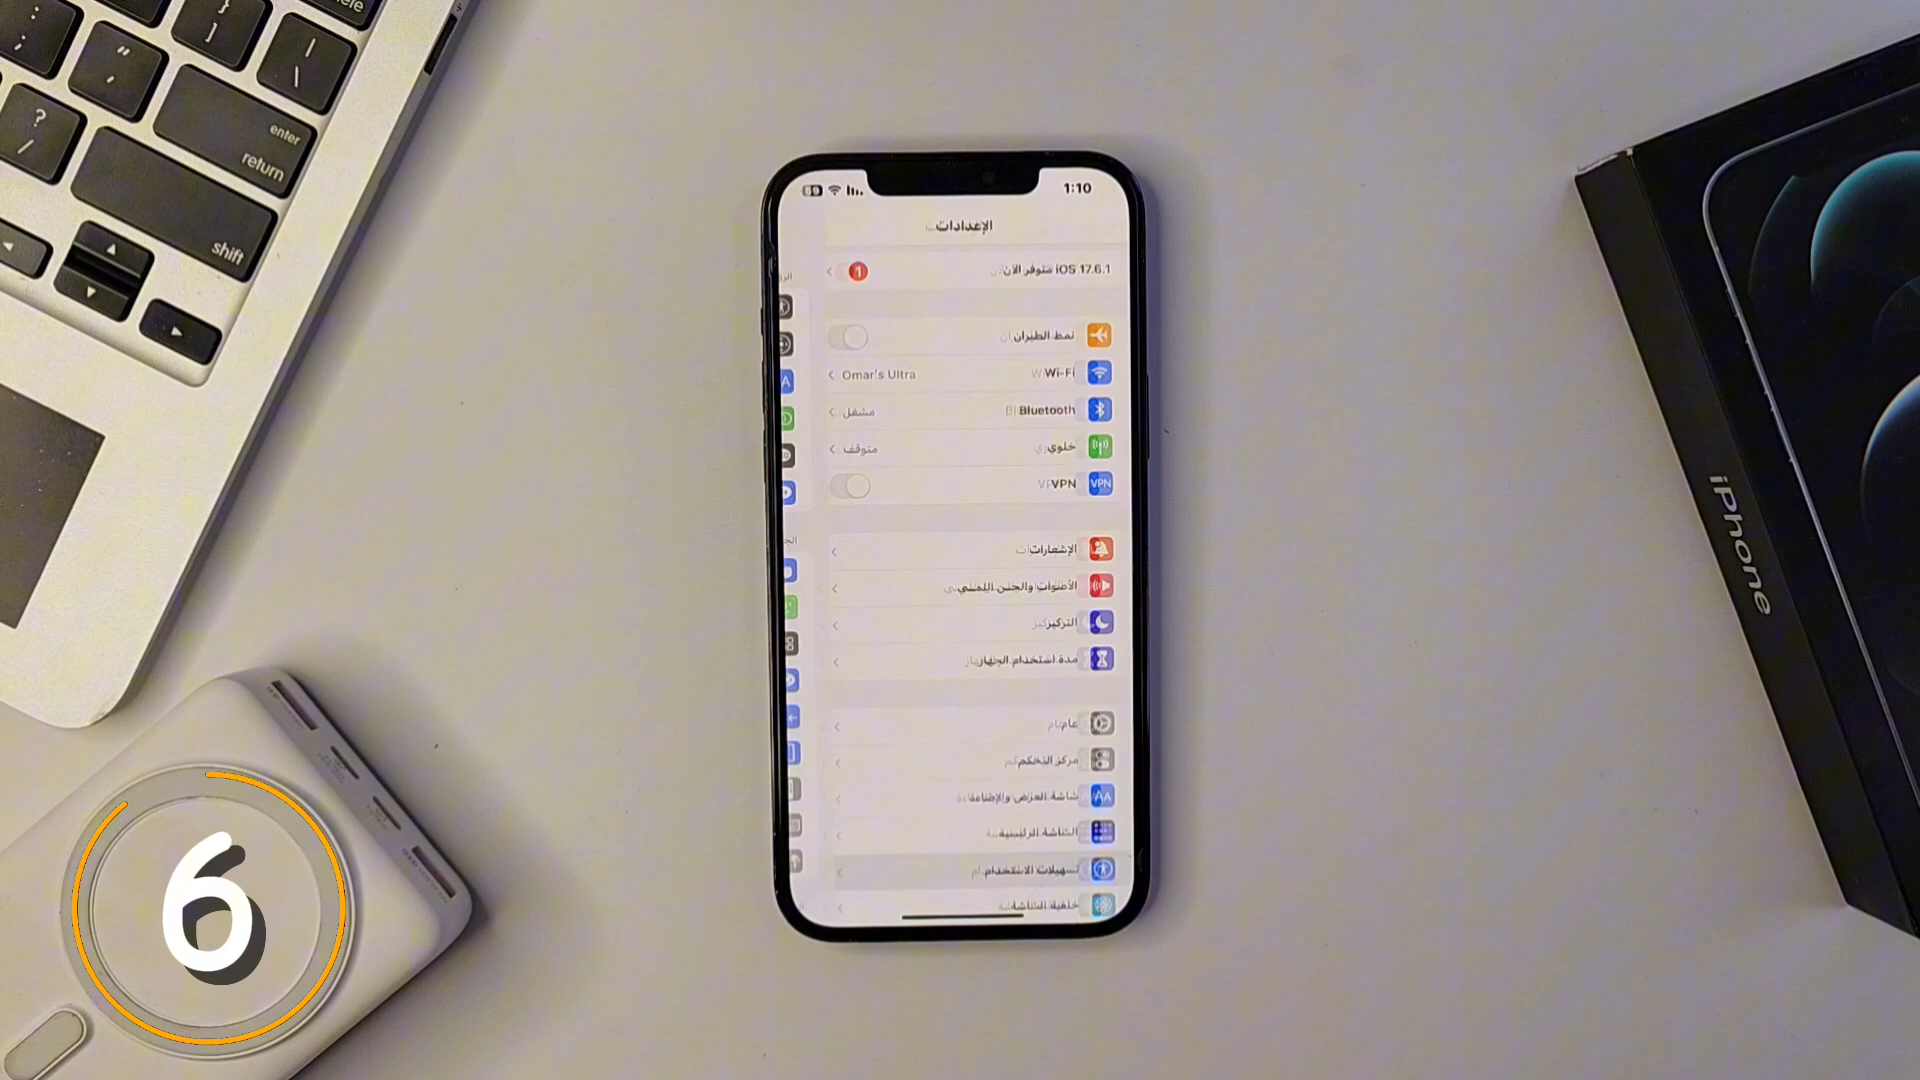 1:10
الإعدادات
iOS 17.6.1 متوفر الآن
1
نمط الطيران
Wi-Fi
Omar's Ultra
Bluetooth
مشغل
خلوي
متوقف
VPN
VPN
الإشعارات
الأصوات والحس اللمسي
التركيز
مدة استخدام الجهاز
عام
مركز التحكم
شاشة العرض والإضاءة
AA
الشاشة الرئيسية
تسهيلات الاستخدام
خلفية الشاشة
enter
return
shift
iPhone
6